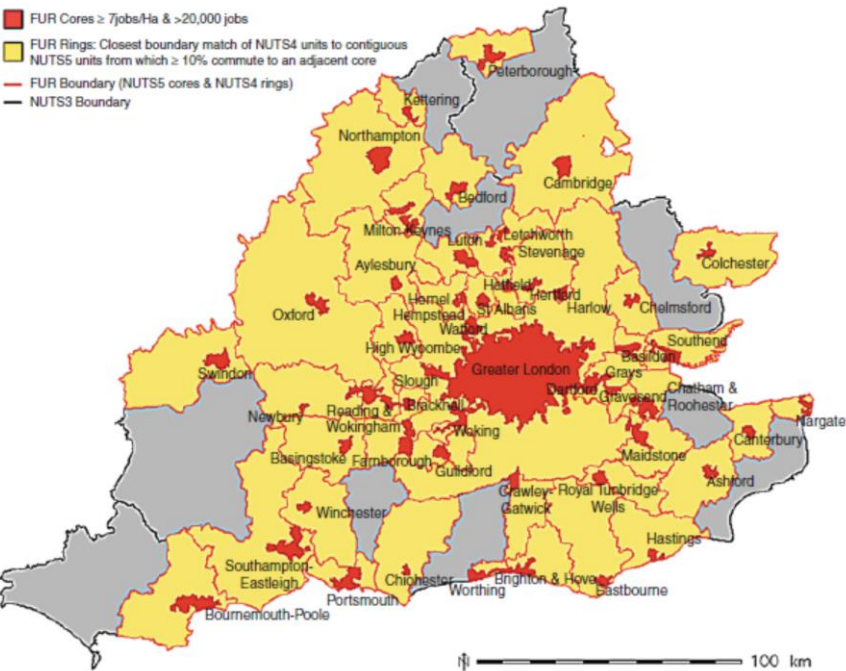 FUR Cores ≥ 7jobs/Ha & >20,000 jobs
FUR Rings: Closest boundary match of NUTS4 units to contiguous
NUTS5 units from which ≥ 10% commute to an adjacent core
FUR Boundary (NUTS5 cores & NUTS4 rings)
NUTS3 Boundary
Peterborough
Kettering
Northampton
Cambridge
Bedford
Milton Keynes
Luton
Letchworth
Stevenage
Colchester
Aylesbury
Hatfield
Hertford
Hemel
Hempstead
St Albans
Harlow
Chelmsford
Oxford
Watford
High Wycombe
Southend
Basildon
Greater London
Swindon
Slough
Grays
Dartford
Gravesend
Chatham &
Roohester
Newbury
Reading &
Wokingham
Bracknell
Nargate
Woking
Canterbury
Basingstoke
Farnborough
Guildford
Maidstone
Ashford
Crawley-
Gatwick
Royal Tunbridge
Wells
Winchester
Hastings
Southampton-
Eastleigh
Chichester
Worthing
Brighton & Hove
Eastbourne
Portsmouth
Bournemouth-Poole
N
100 km